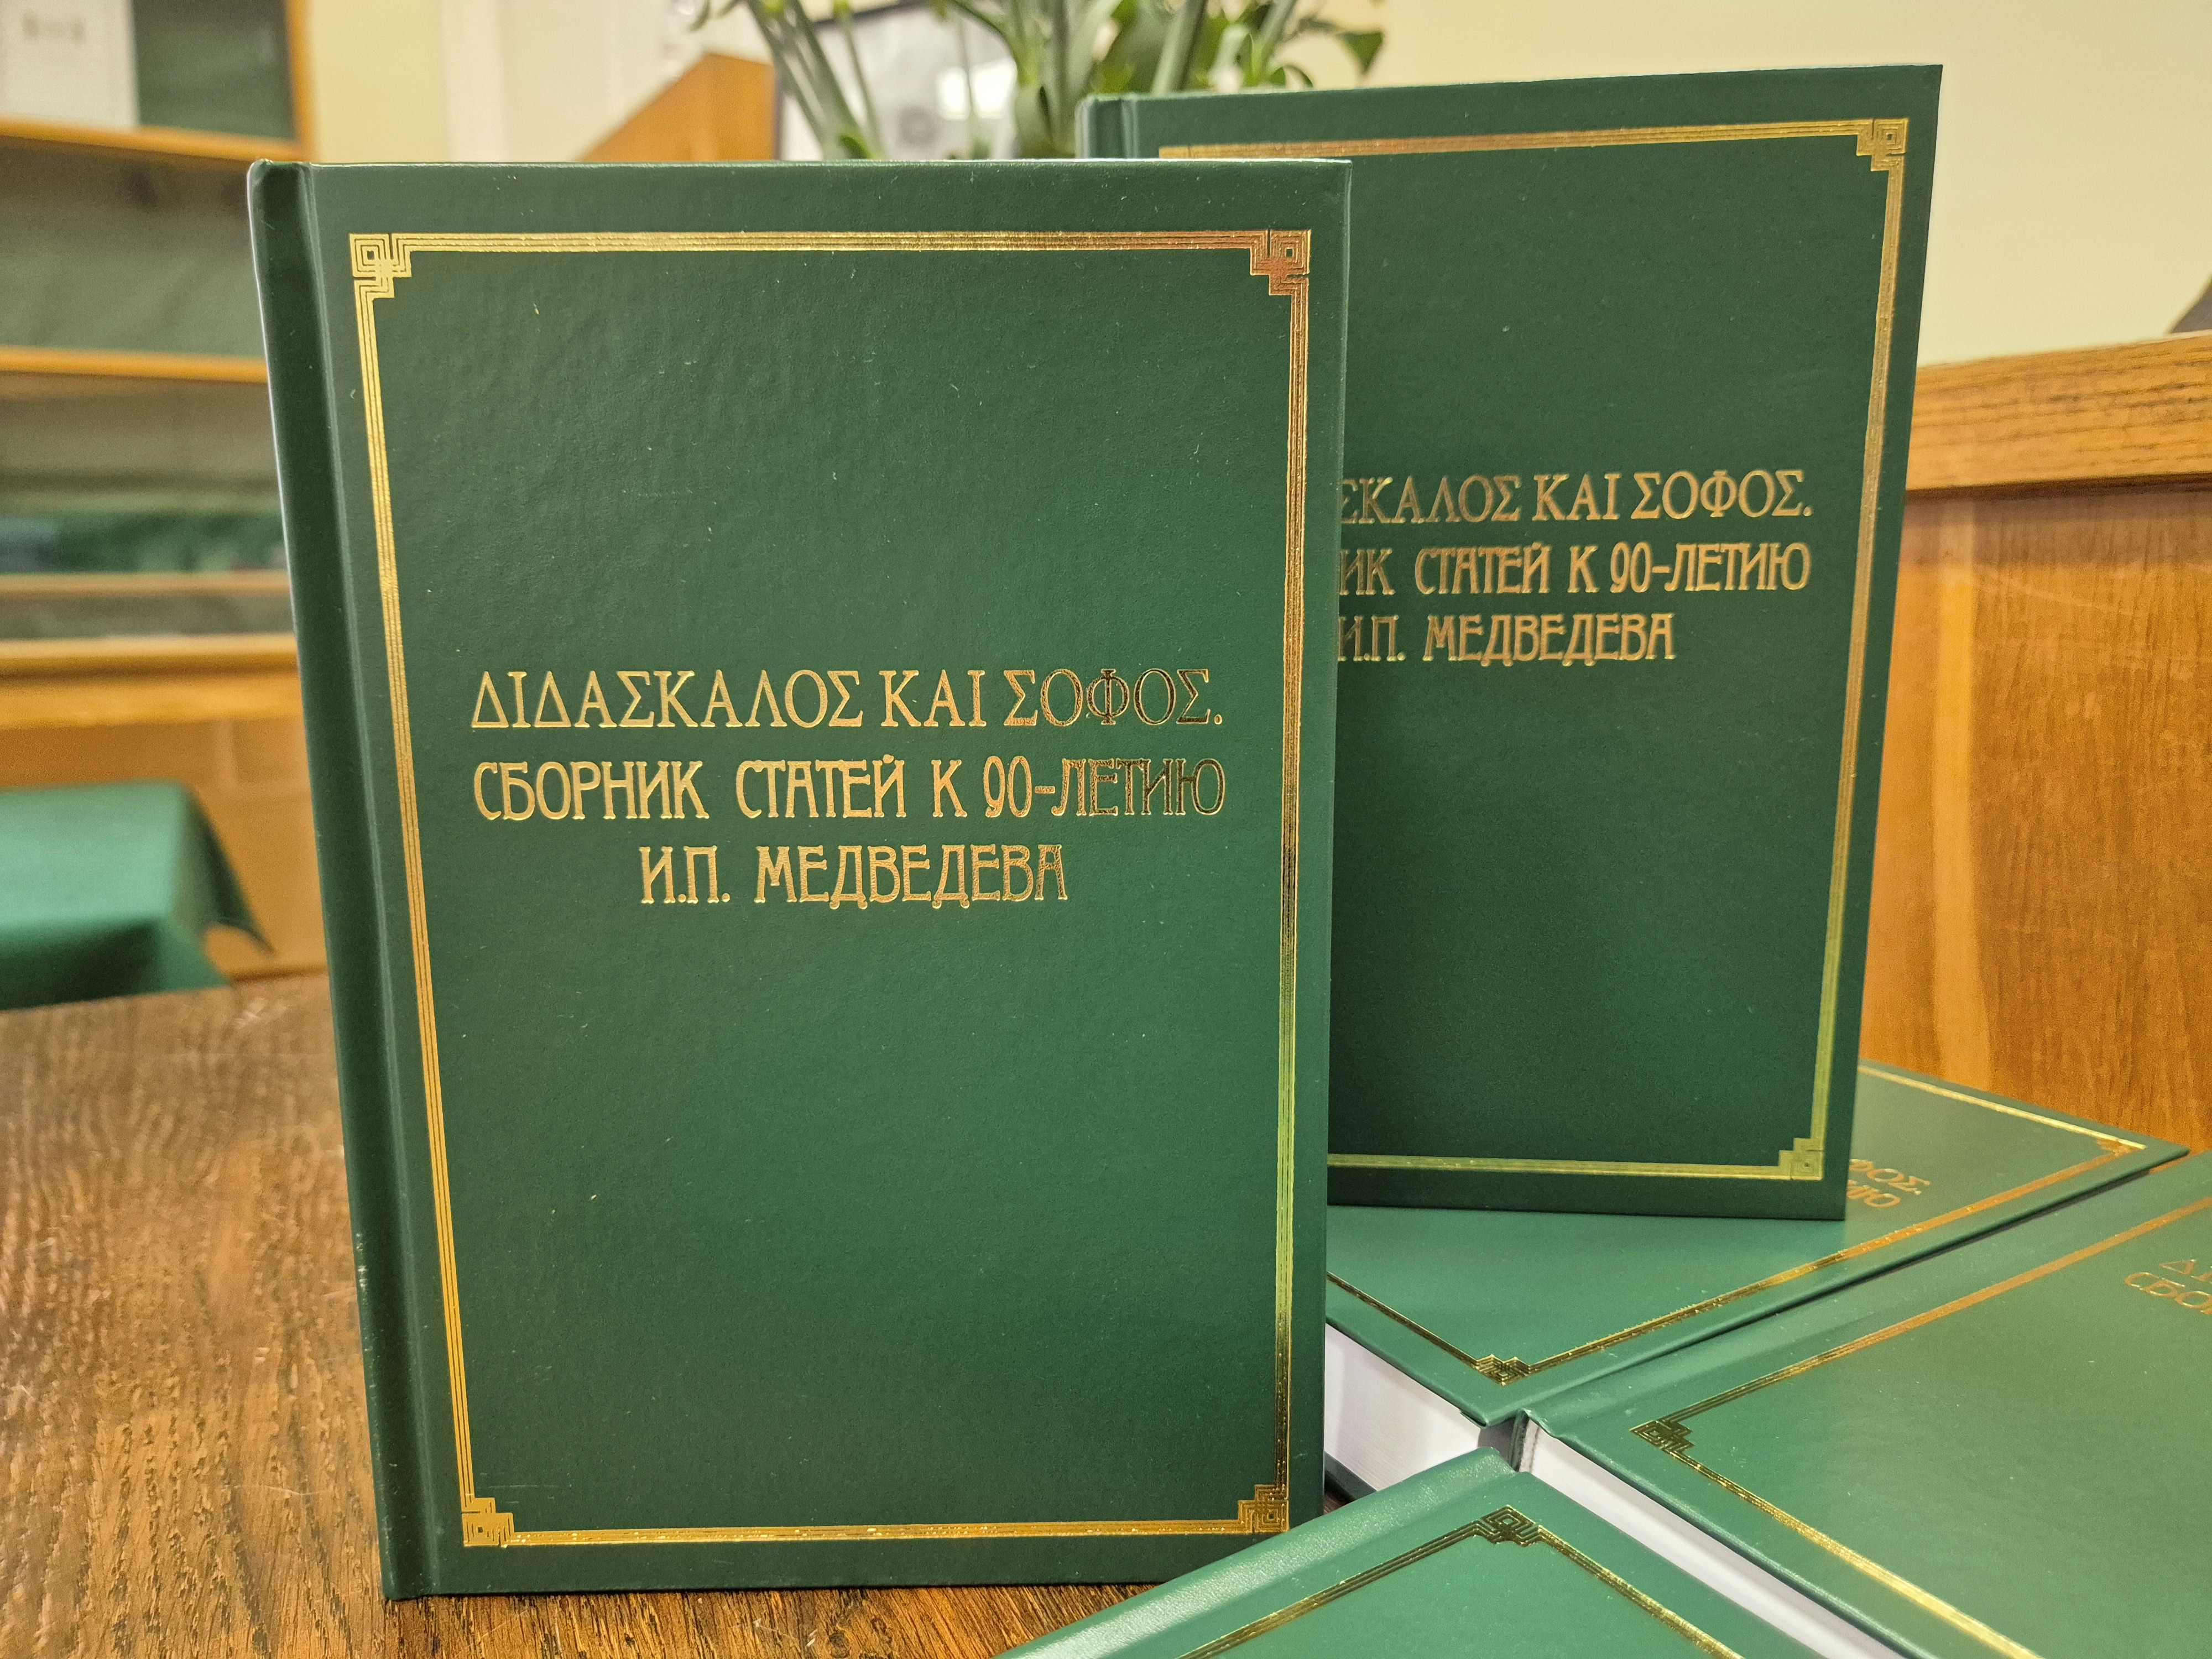 ΔΙΔΑΣΚΑΛΟΣ ΚΑΙ ΣΟΦΟΣ.
СБОРНИК СТАТЕЙ К 90-ЛЕТИЮ
И.П. МЕДВЕДЕВА
ΣΚΑΛΟΣ ΚΑΙ ΣΟΦΟΣ.
ИК СТАТЕЙ К 90-ЛЕТИЮ
И.П. МЕДВЕДЕВА